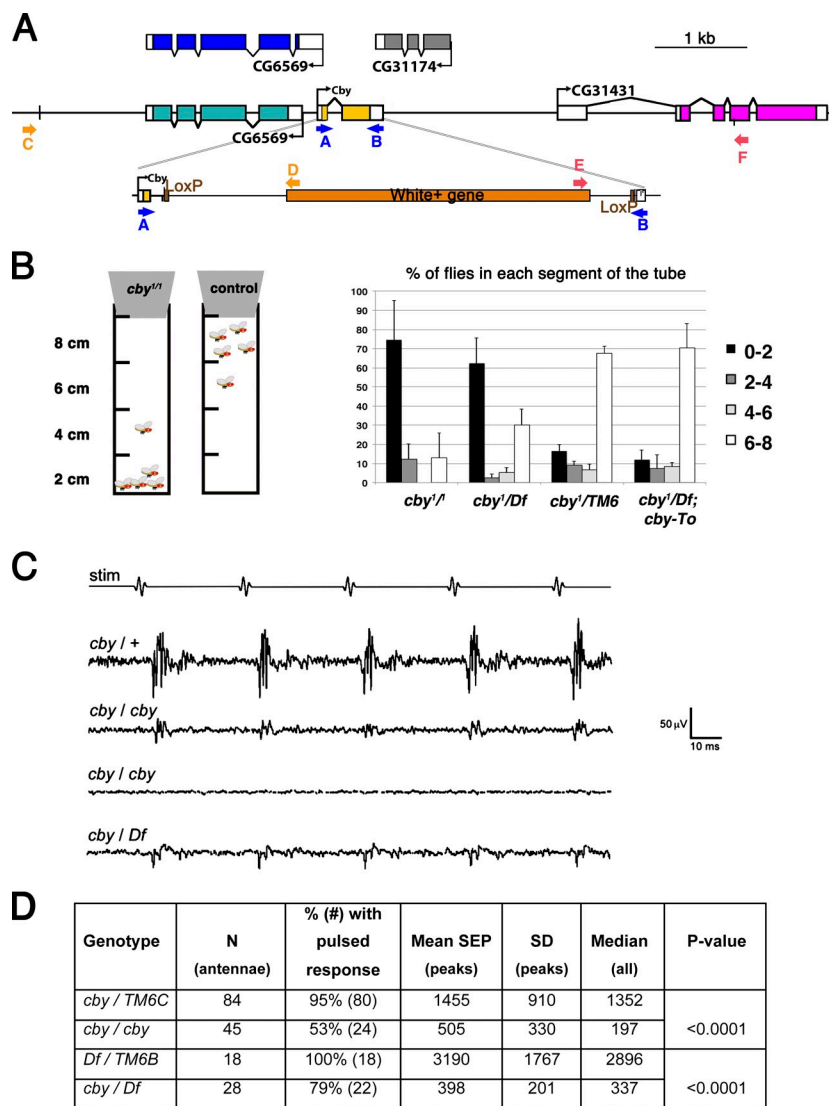 A
1 kb
CG6569
CG31174
Cby
CG31431
CG6569
C
A
B
F
Cby
LoxP
D
E
White+ gene
LoxP
A
B
B
cby1/1
control
8 cm
6 cm
4 cm
2 cm
% of flies in each segment of the tube
100
90
80
70
60
50
40
30
20
10
0
0-2
2-4
4-6
6-8
cby1/1
cby1/Df
cby1/TM6
cby1/Df;
cby-To
C
stim
cby / +
cby / cby
cby / cby
cby / Df
50 µV
10 ms
D
Genotype N (antennae) % (#) with pulsed response Mean SEP (peaks) SD (peaks) Median (all) P-value
cby / TM6C 84 95% (80) 1455 910 1352
cby / cby 45 53% (24) 505 330 197 <0.0001
Df / TM6B 18 100% (18) 3190 1767 2896
cby / Df 28 79% (22) 398 201 337 <0.0001